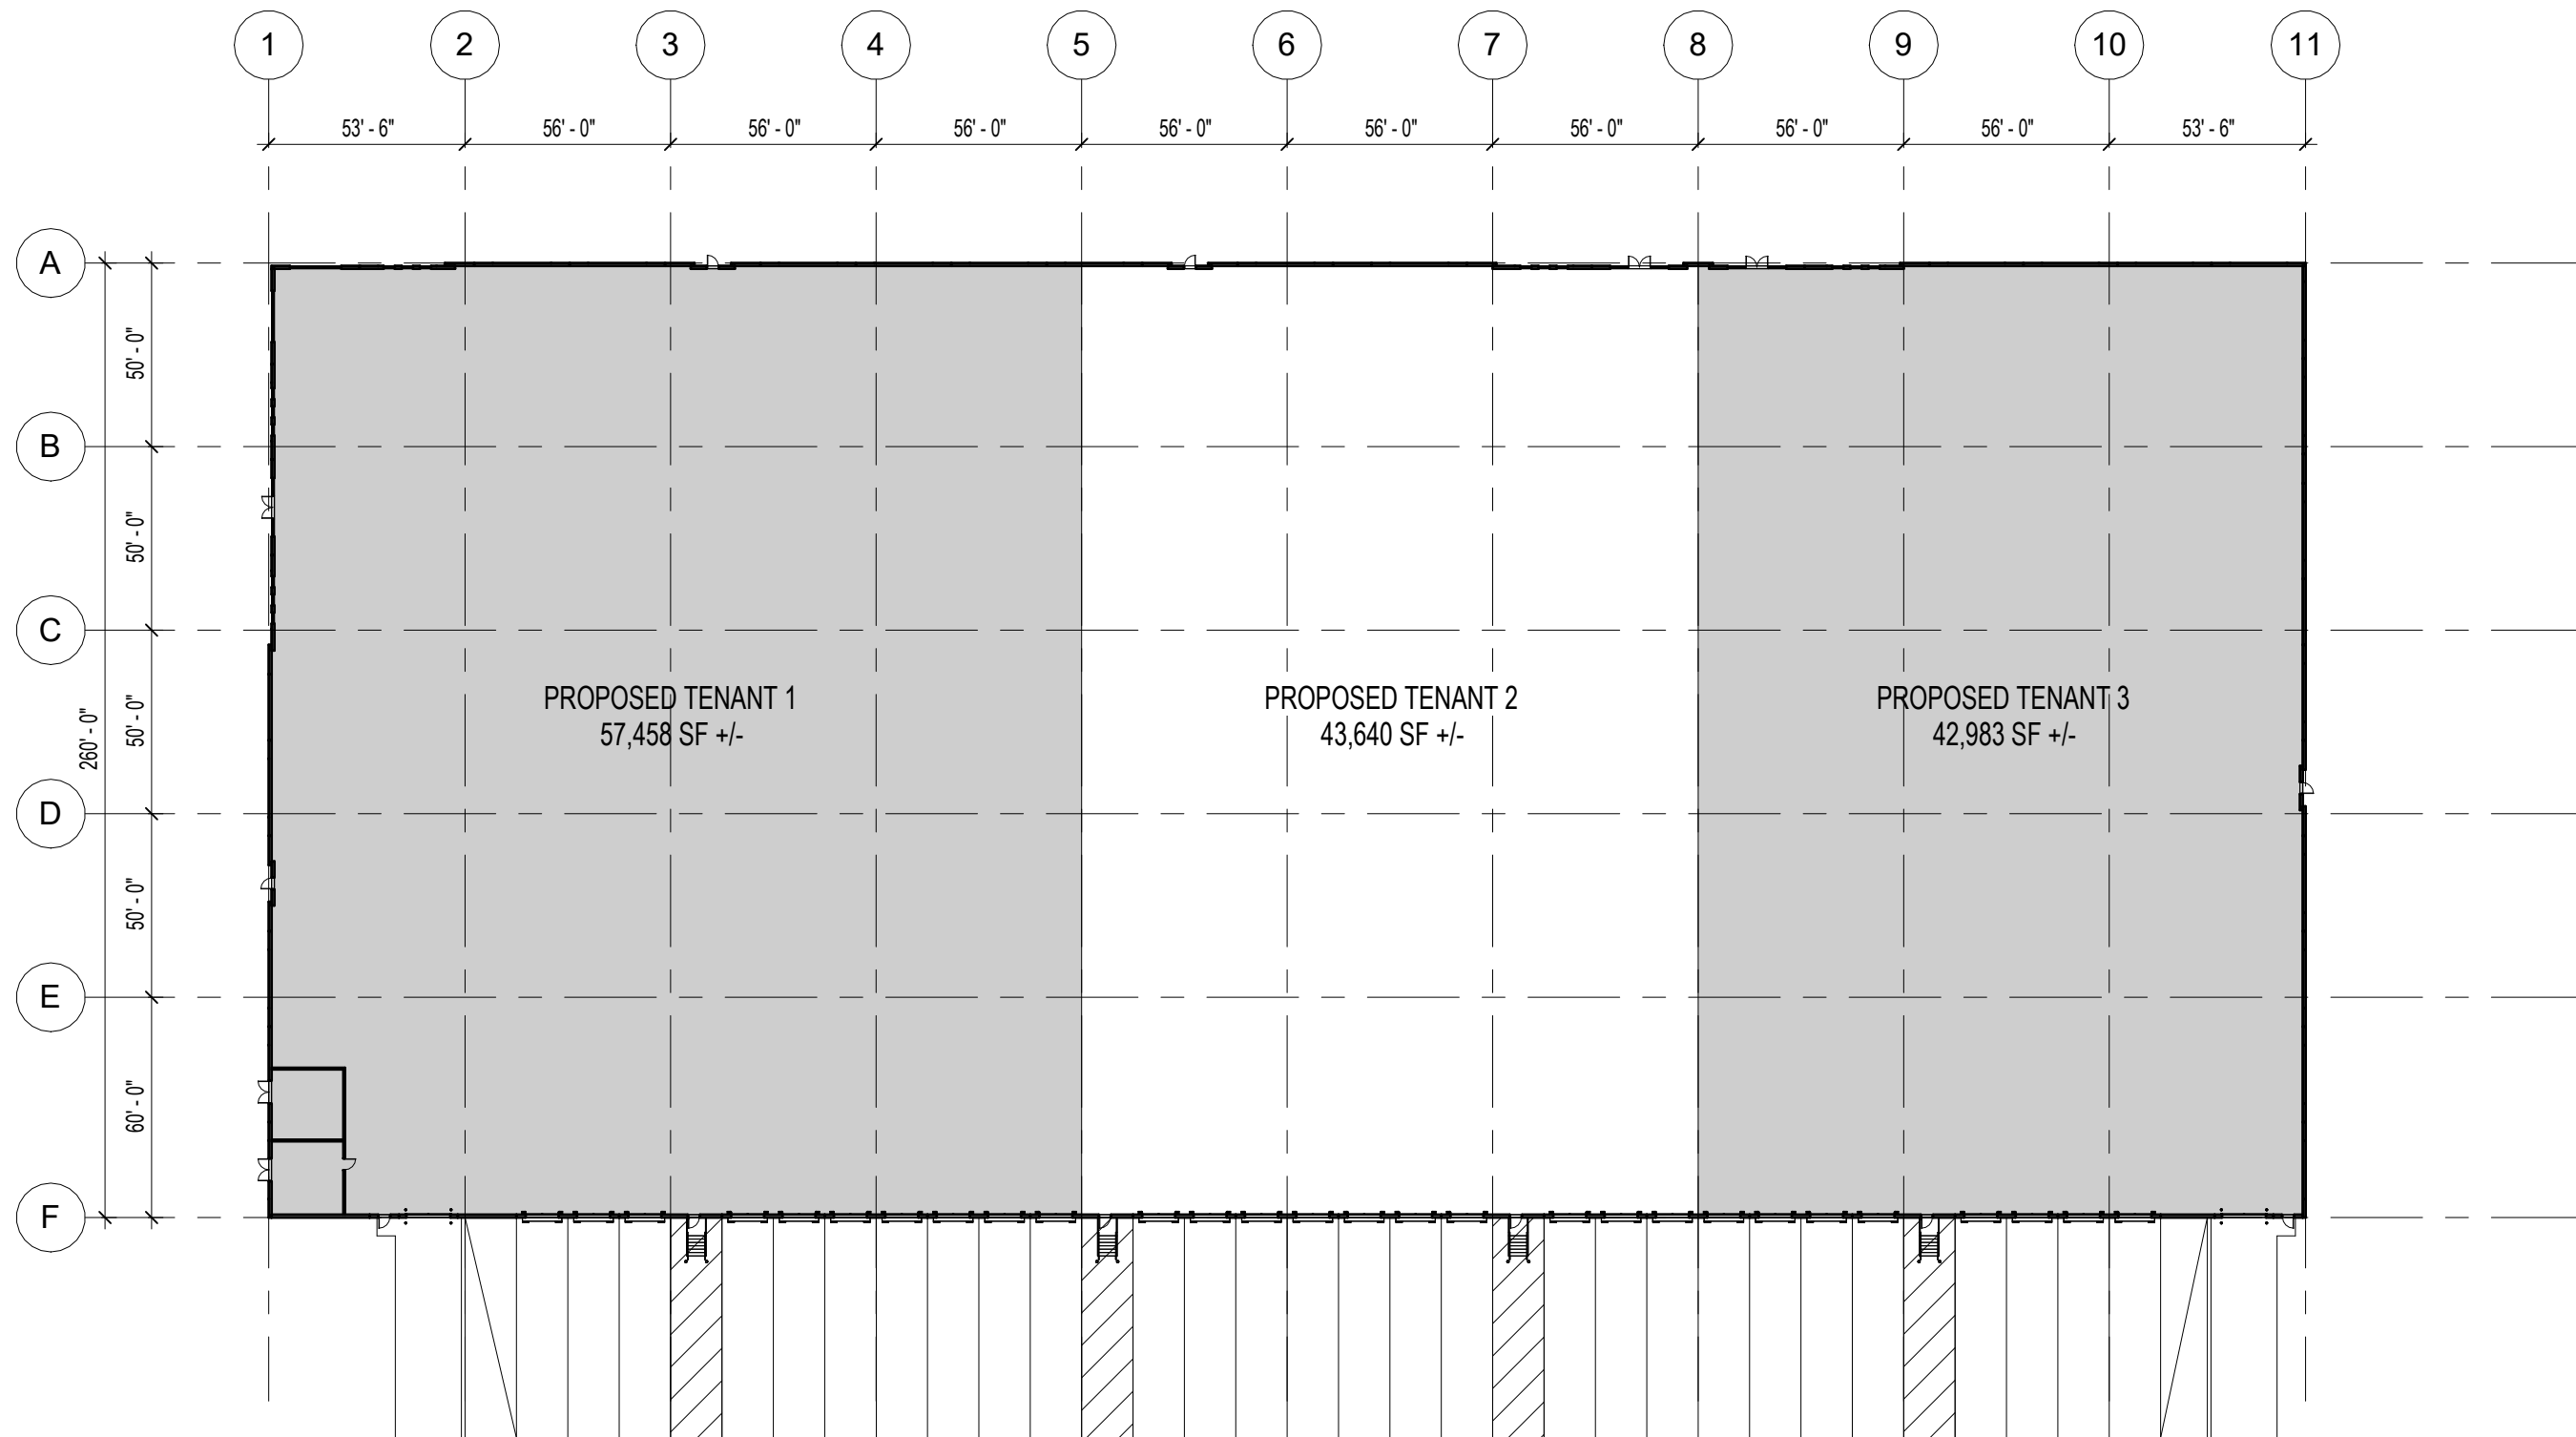 1 2 3 4 5 6 7 8 9 10 11
53' - 6" 56' - 0" 56' - 0" 56' - 0" 56' - 0" 56' - 0" 56' - 0" 56' - 0" 56' - 0" 53' - 6"
A
50' - 0"
B
50' - 0"
C
50' - 0"
260' - 0"
PROPOSED TENANT 1
57,458 SF +/-
PROPOSED TENANT 2
43,640 SF +/-
PROPOSED TENANT 3
42,983 SF +/-
D
50' - 0"
E
60' - 0"
F